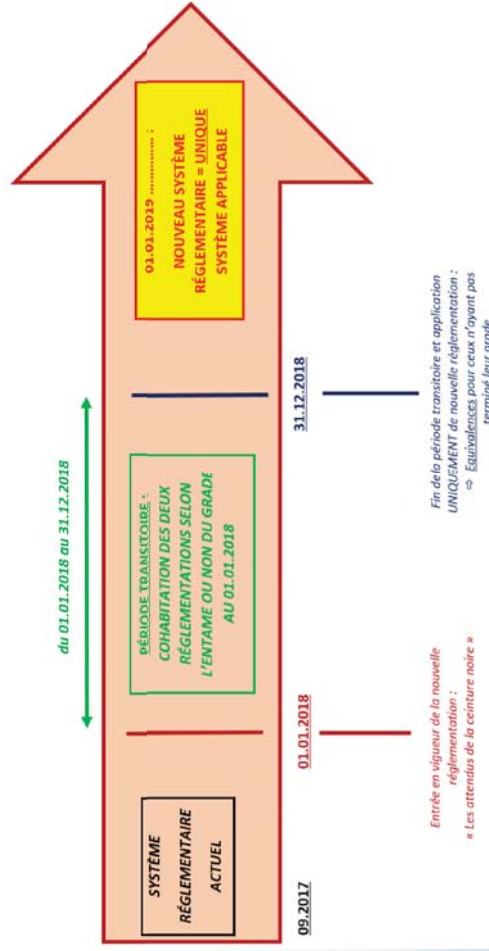 du 01.01.2018 au 31.12.2018
SYSTÈME
RÉGLEMENTAIRE
ACTUEL
PÉRIODE TRANSITOIRE :
COHABITATION DES DEUX
RÉGLEMENTATIONS SELON
L'ENTAME OU NON DU GRADE
AU 01.01.2018
01.01.2019 .............. :
NOUVEAU SYSTÈME
RÉGLEMENTAIRE = UNIQUE
SYSTÈME APPLICABLE
09.2017
01.01.2018
31.12.2018
Entrée en vigueur de la nouvelle
réglementation :
« Les attendus de la ceinture noire »
Fin de la période transitoire et application
UNIQUEMENT de nouvelle réglementation :
⇨ Equivalences pour ceux n'ayant pas
terminé leur grade